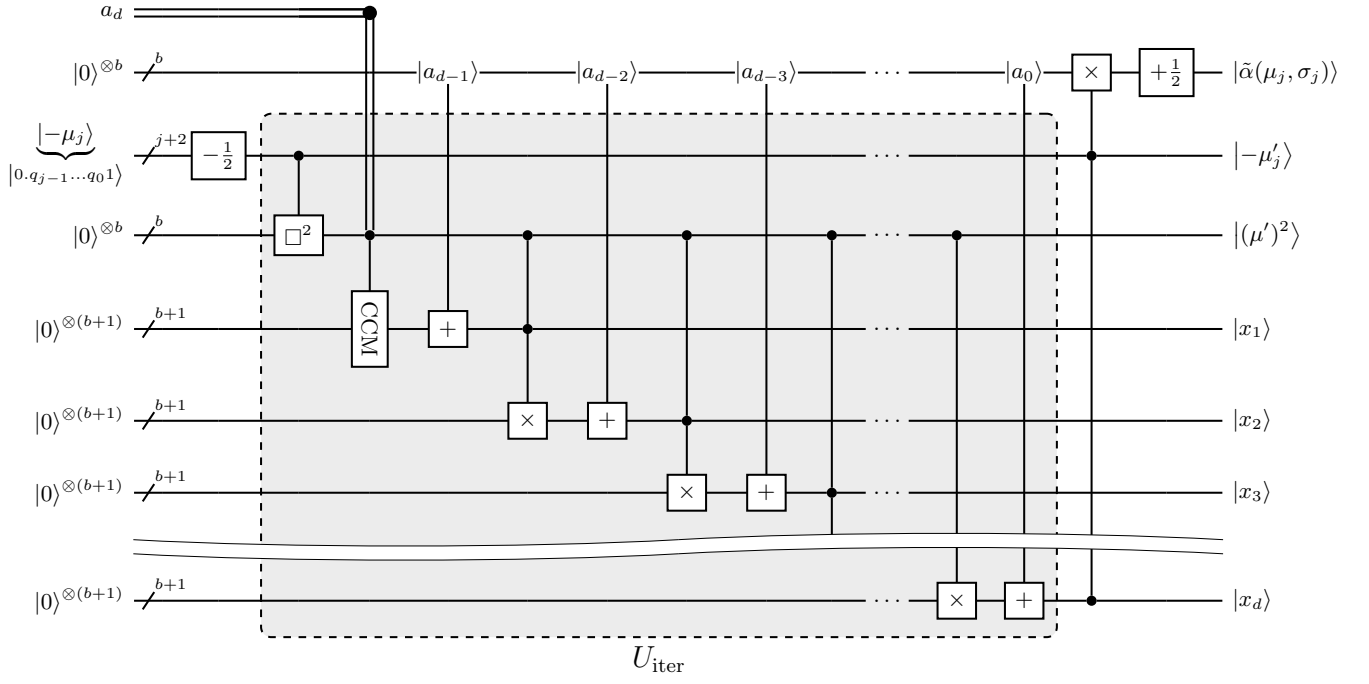 a_d
|0⟩^{⊗b} b |a_{d−1}⟩ |a_{d−2}⟩ |a_{d−3}⟩ ··· |a_0⟩ × +1/2 |α̃(μ_j, σ_j)⟩
|−μ_j⟩ j+2 −1/2 ··· |−μ′_j⟩
|0.q_{j−1}...q_0 1⟩
|0⟩^{⊗b} b □² ··· |(μ′)²⟩
|0⟩^{⊗(b+1)} b+1 CCM + ··· |x_1⟩
|0⟩^{⊗(b+1)} b+1 × + ··· |x_2⟩
|0⟩^{⊗(b+1)} b+1 × + ··· |x_3⟩
|0⟩^{⊗(b+1)} b+1 ··· × + |x_d⟩
U_{iter}